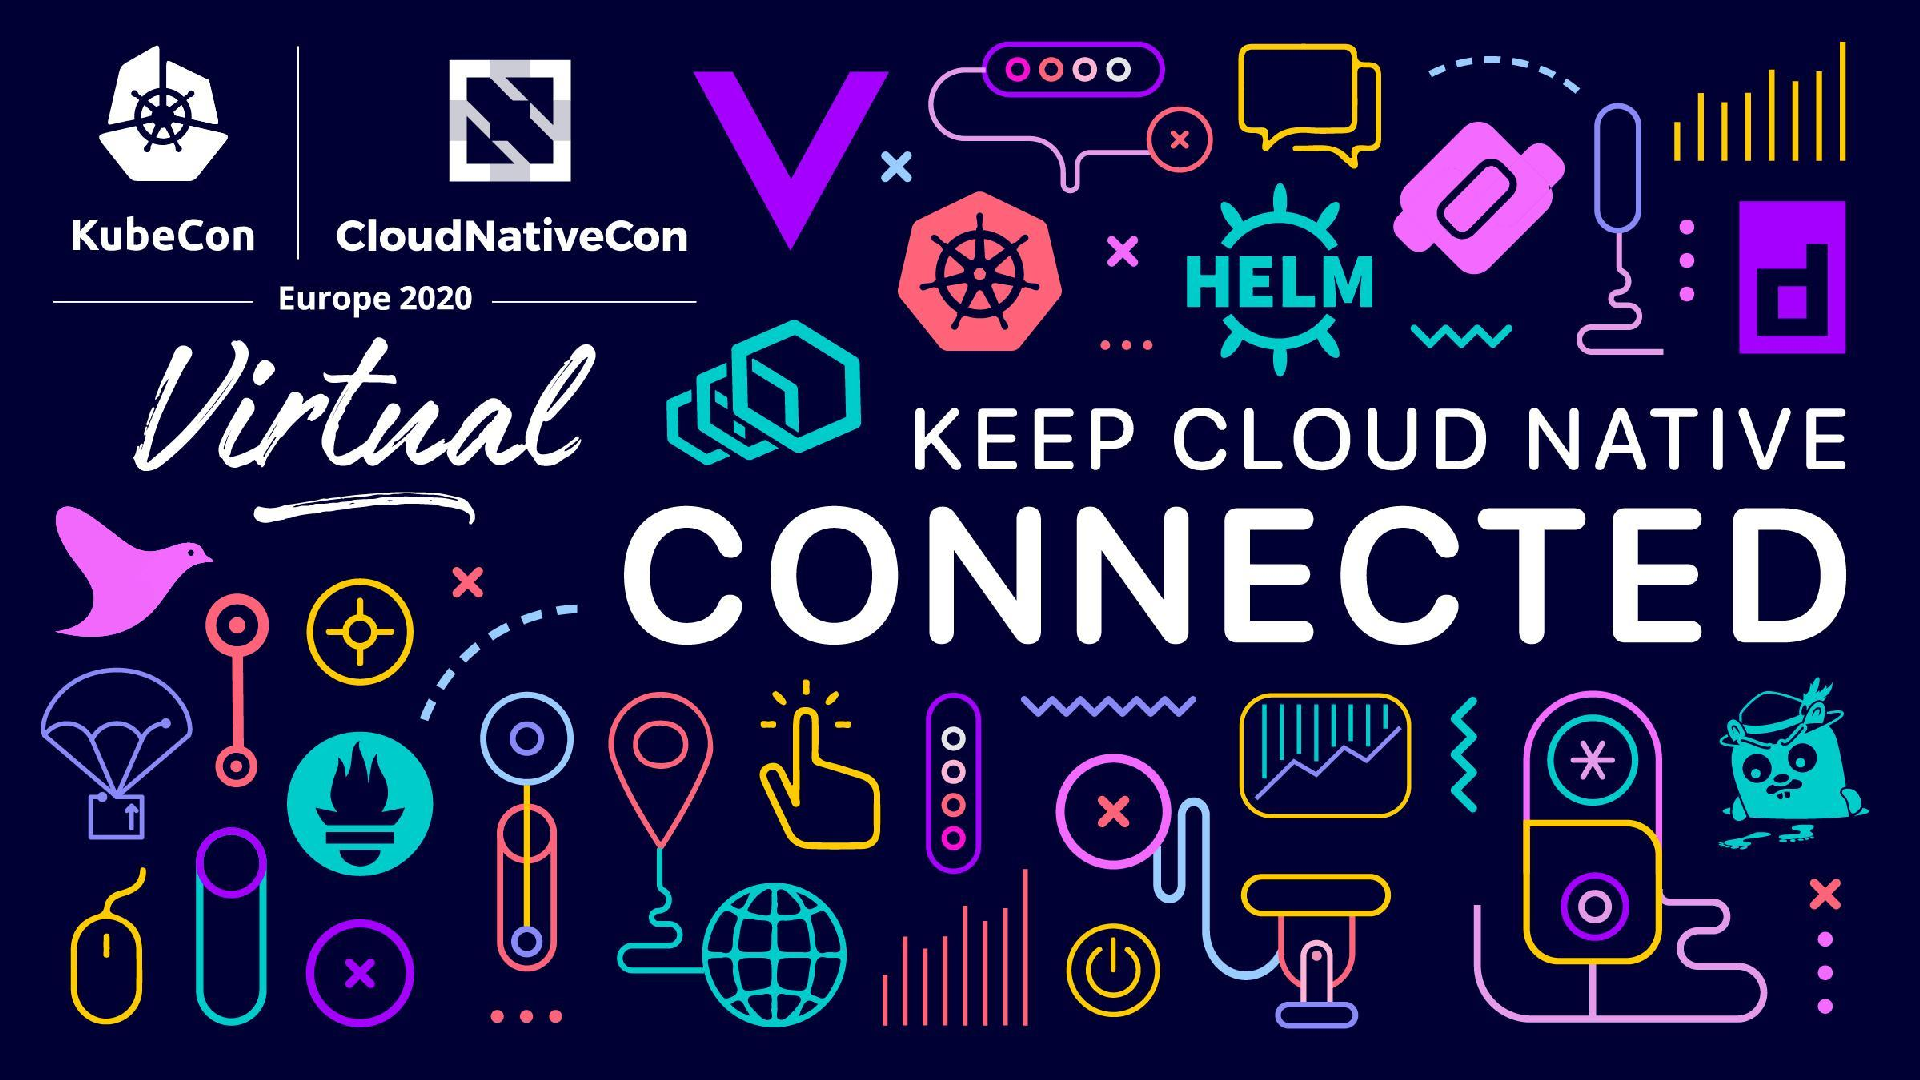 KubeCon
CloudNativeCon
Europe 2020
Virtual
HELM
d
KEEP CLOUD NATIVE
CONNECTED